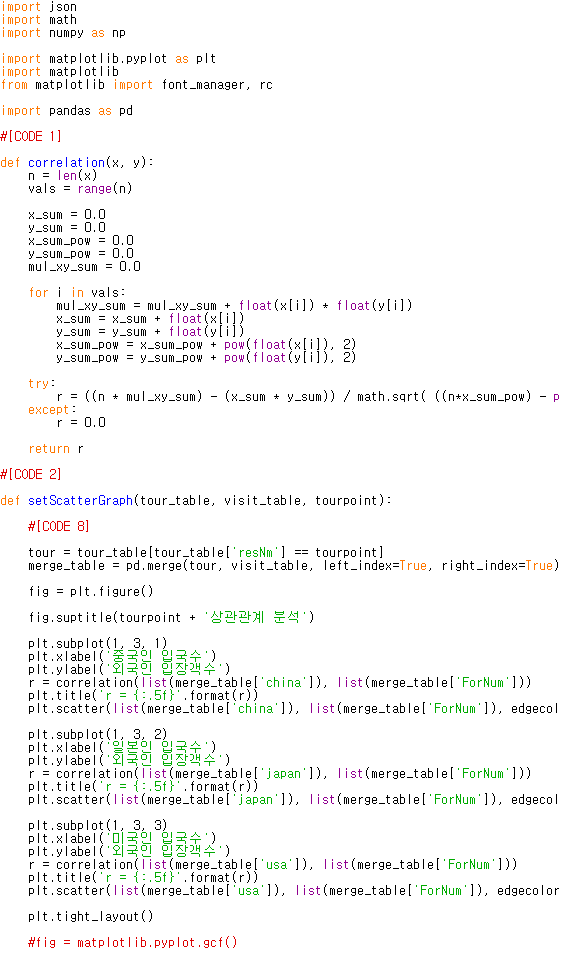 import json
import math
import numpy as np

import matplotlib.pyplot as plt
import matplotlib
from matplotlib import font_manager, rc

import pandas as pd

#[CODE 1]

def correlation(x, y):
    n = len(x)
    vals = range(n)

    x_sum = 0.0
    y_sum = 0.0
    x_sum_pow = 0.0
    y_sum_pow = 0.0
    mul_xy_sum = 0.0

    for i in vals:
        mul_xy_sum = mul_xy_sum + float(x[i]) * float(y[i])
        x_sum = x_sum + float(x[i])
        y_sum = y_sum + float(y[i])
        x_sum_pow = x_sum_pow + pow(float(x[i]), 2)
        y_sum_pow = y_sum_pow + pow(float(y[i]), 2)

    try:
        r = ((n * mul_xy_sum) - (x_sum * y_sum)) / math.sqrt( ((n*x_sum_pow) - p
    except:
        r = 0.0

    return r

#[CODE 2]

def setScatterGraph(tour_table, visit_table, tourpoint):

    #[CODE 8]

    tour = tour_table[tour_table['resNm'] == tourpoint]
    merge_table = pd.merge(tour, visit_table, left_index=True, right_index=True)

    fig = plt.figure()

    fig.suptitle(tourpoint + '상관관계 분석')

    plt.subplot(1, 3, 1)
    plt.xlabel('중국인 입국수')
    plt.ylabel('외국인 입장객수')
    r = correlation(list(merge_table['china']), list(merge_table['ForNum']))
    plt.title('r = {:.5f}'.format(r))
    plt.scatter(list(merge_table['china']), list(merge_table['ForNum']), edgecol

    plt.subplot(1, 3, 2)
    plt.xlabel('일본인 입국수')
    plt.ylabel('외국인 입장객수')
    r = correlation(list(merge_table['japan']), list(merge_table['ForNum']))
    plt.title('r = {:.5f}'.format(r))
    plt.scatter(list(merge_table['japan']), list(merge_table['ForNum']), edgecol

    plt.subplot(1, 3, 3)
    plt.xlabel('미국인 입국수')
    plt.ylabel('외국인 입장객수')
    r = correlation(list(merge_table['usa']), list(merge_table['ForNum']))
    plt.title('r = {:.5f}'.format(r))
    plt.scatter(list(merge_table['usa']), list(merge_table['ForNum']), edgecolor

    plt.tight_layout()

    #fig = matplotlib.pyplot.gcf()